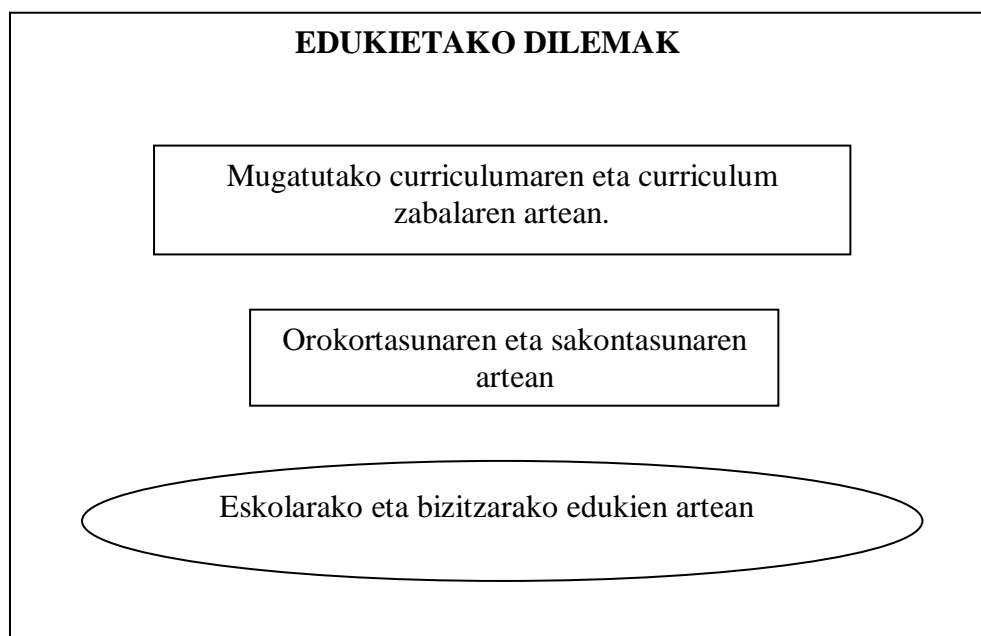 EDUKIETAKO DILEMAK
Mugatutako curriculumaren eta curriculum
zabalaren artean.
Orokortasunaren eta sakontasunaren
artean
Eskolarako eta bizitzarako edukien artean